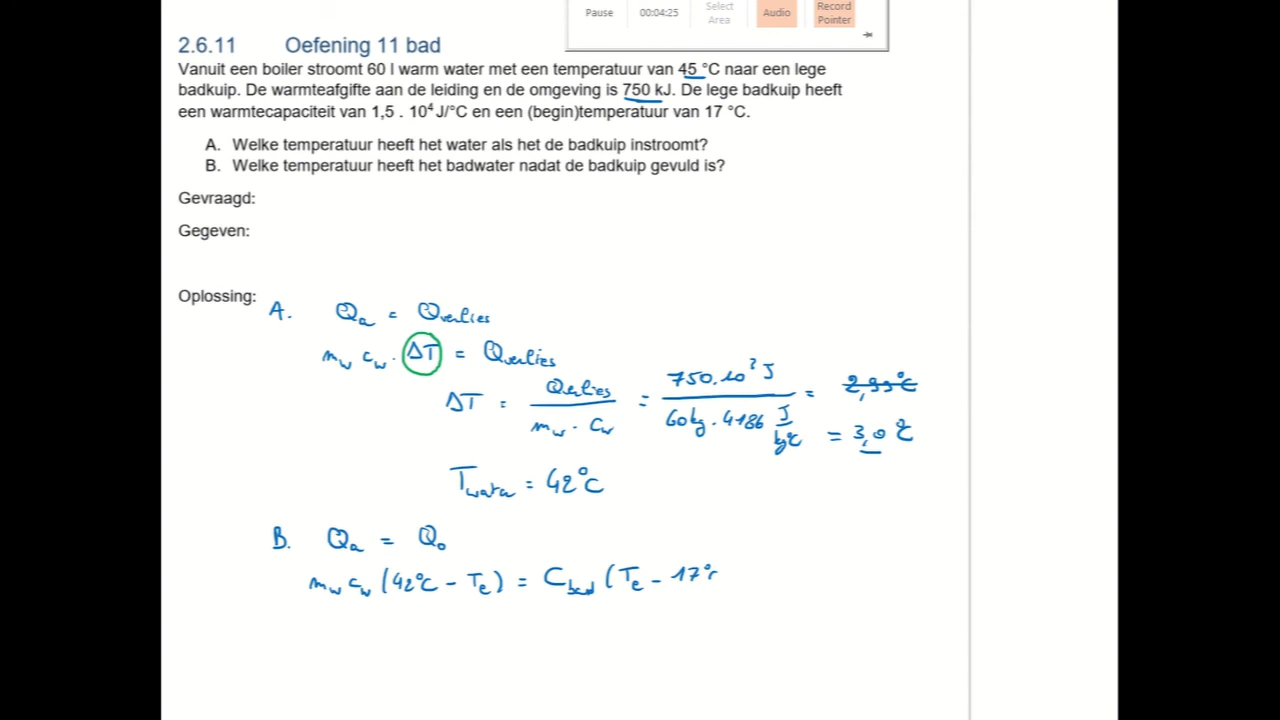 Pause 00:04:25 Select Area Audio Record Pointer
2.6.11 Oefening 11 bad
Vanuit een boiler stroomt 60 l warm water met een temperatuur van 45 °C naar een lege
badkuip. De warmteafgifte aan de leiding en de omgeving is 750 kJ. De lege badkuip heeft
een warmtecapaciteit van 1,5 . 10⁴ J/°C en een (begin)temperatuur van 17 °C.
A. Welke temperatuur heeft het water als het de badkuip instroomt?
B. Welke temperatuur heeft het badwater nadat de badkuip gevuld is?
Gevraagd:
Gegeven:
Oplossing:
A. Qa = Qverlies
mw cw . ΔT = Qverlies
ΔT = Qverlies / mw . cw = 750.10³ J / 60kg . 4186 J/kg°C = 2,99°C
= 3,0 °C
Twater = 42°C
B. Qa = Qo
mw cw (42°C - Te) = Cbad (Te - 17°C